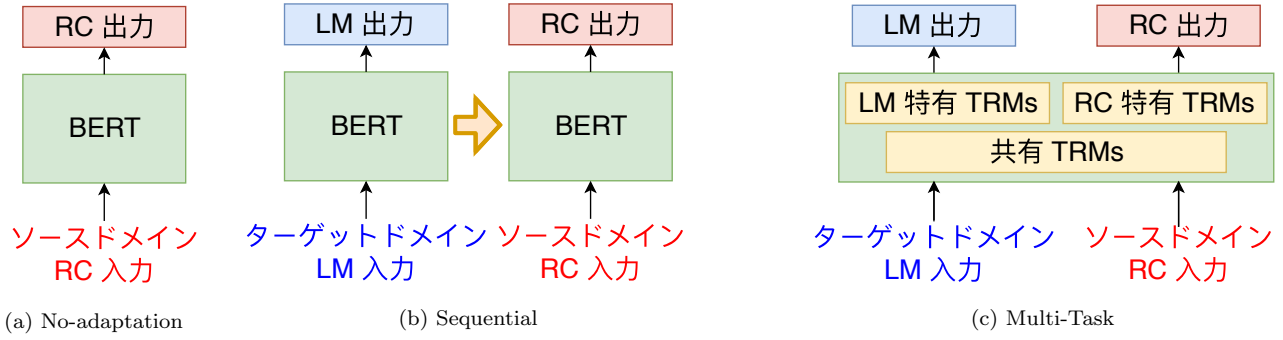 RC 出力
BERT
ソースドメイン
RC 入力
(a) No-adaptation
LM 出力
RC 出力
BERT
BERT
ターゲットドメイン
LM 入力
ソースドメイン
RC 入力
(b) Sequential
LM 出力
RC 出力
LM 特有 TRMs
RC 特有 TRMs
共有 TRMs
ターゲットドメイン
LM 入力
ソースドメイン
RC 入力
(c) Multi-Task